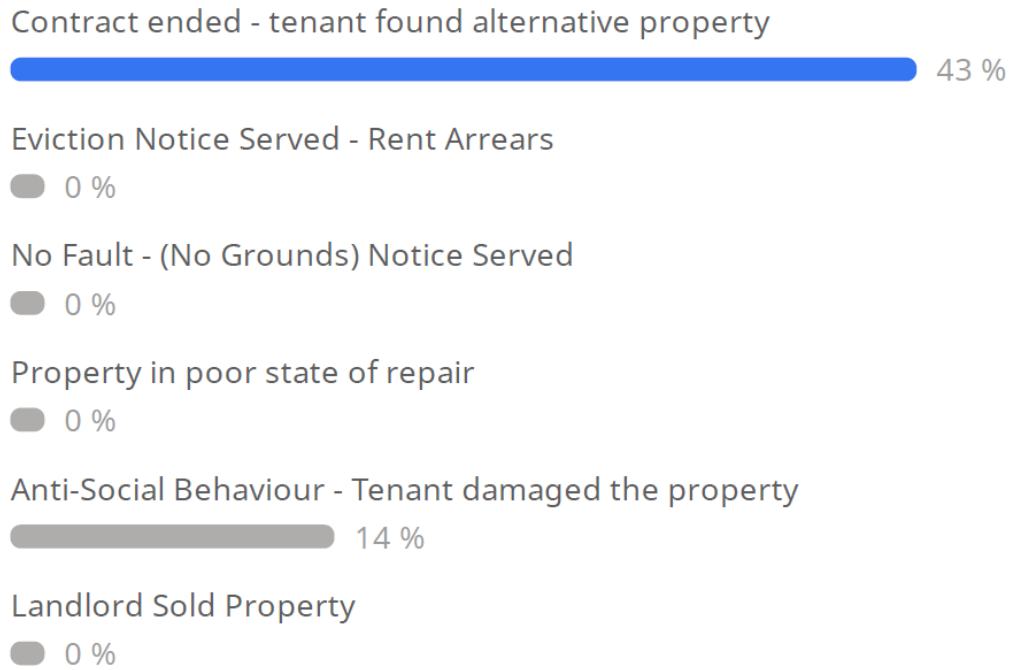 Contract ended - tenant found alternative property
43 %
Eviction Notice Served - Rent Arrears
0 %
No Fault - (No Grounds) Notice Served
0 %
Property in poor state of repair
0 %
Anti-Social Behaviour - Tenant damaged the property
14 %
Landlord Sold Property
0 %